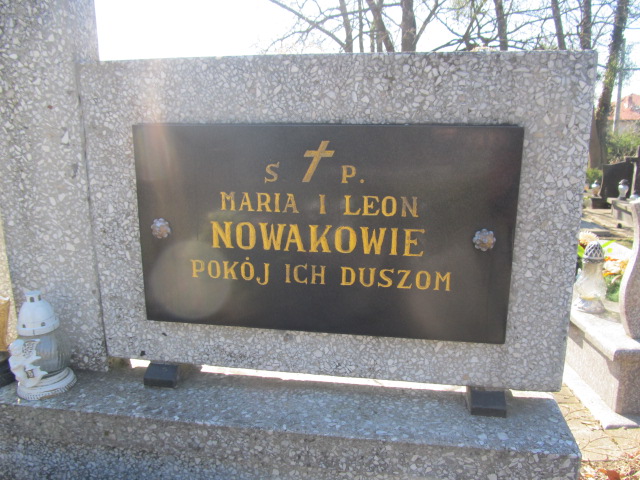 S P.
MARIA I LEON
NOWAKOWIE
POKÓJ ICH DUSZOM